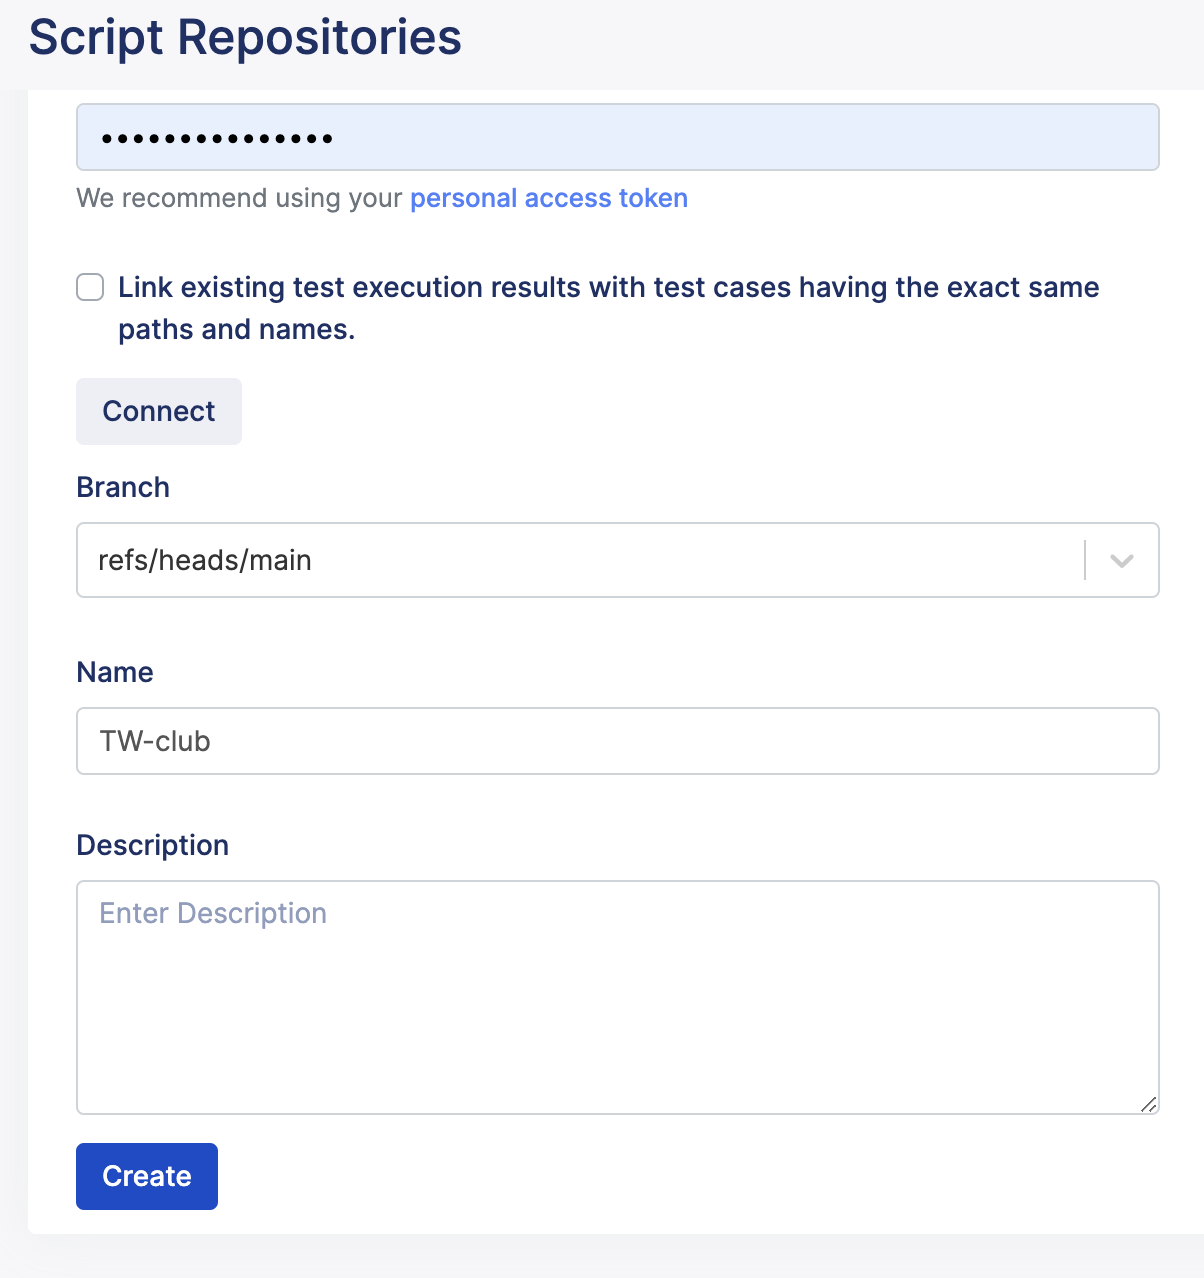 Script Repositories
•••••••••••••••
We recommend using your personal access token
Link existing test execution results with test cases having the exact same
paths and names.
Connect
Branch
refs/heads/main
Name
TW-club
Description
Enter Description
Create